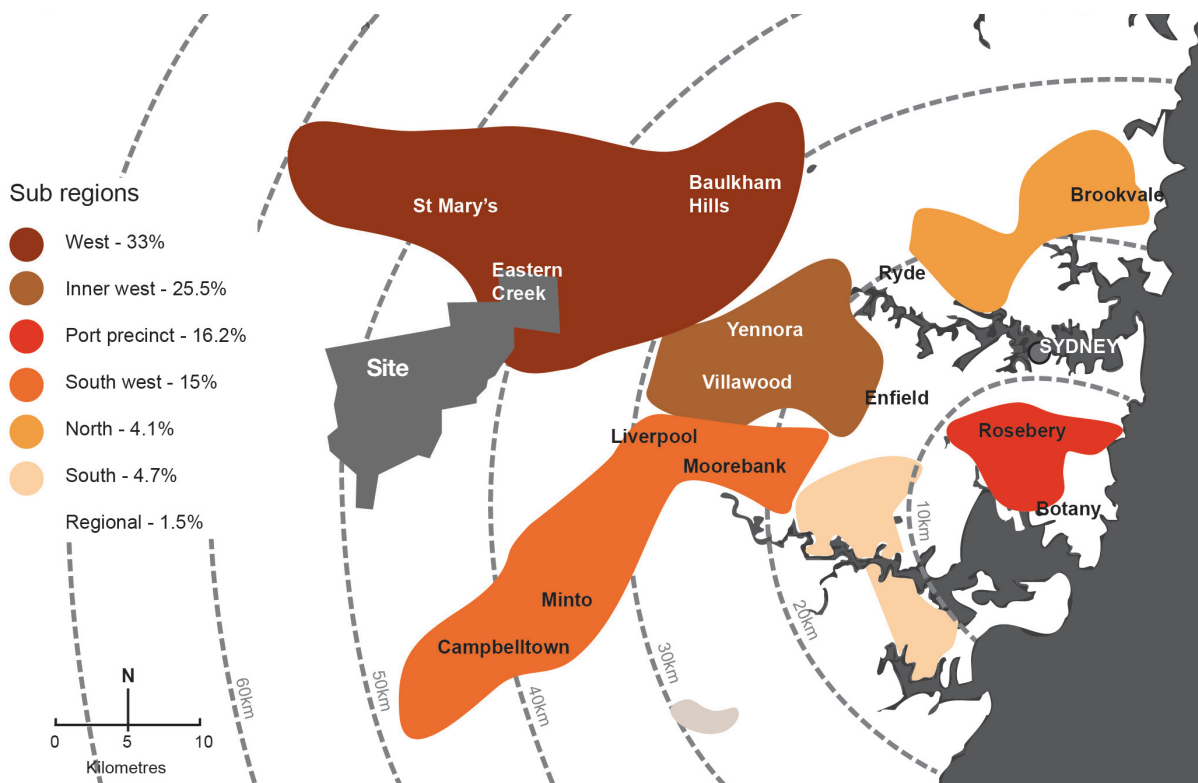 Sub regions
West - 33%
Inner west - 25.5%
Port precinct - 16.2%
South west - 15%
North - 4.1%
South - 4.7%
Regional - 1.5%
N
0 5 10
Kilometres
St Mary's
Baulkham
Hills
Brookvale
Eastern
Creek
Ryde
Yennora
SYDNEY
Site
Villawood
Enfield
Liverpool
Rosebery
Moorebank
Botany
10km
Minto
20km
Campbelltown
30km
40km
50km
60km